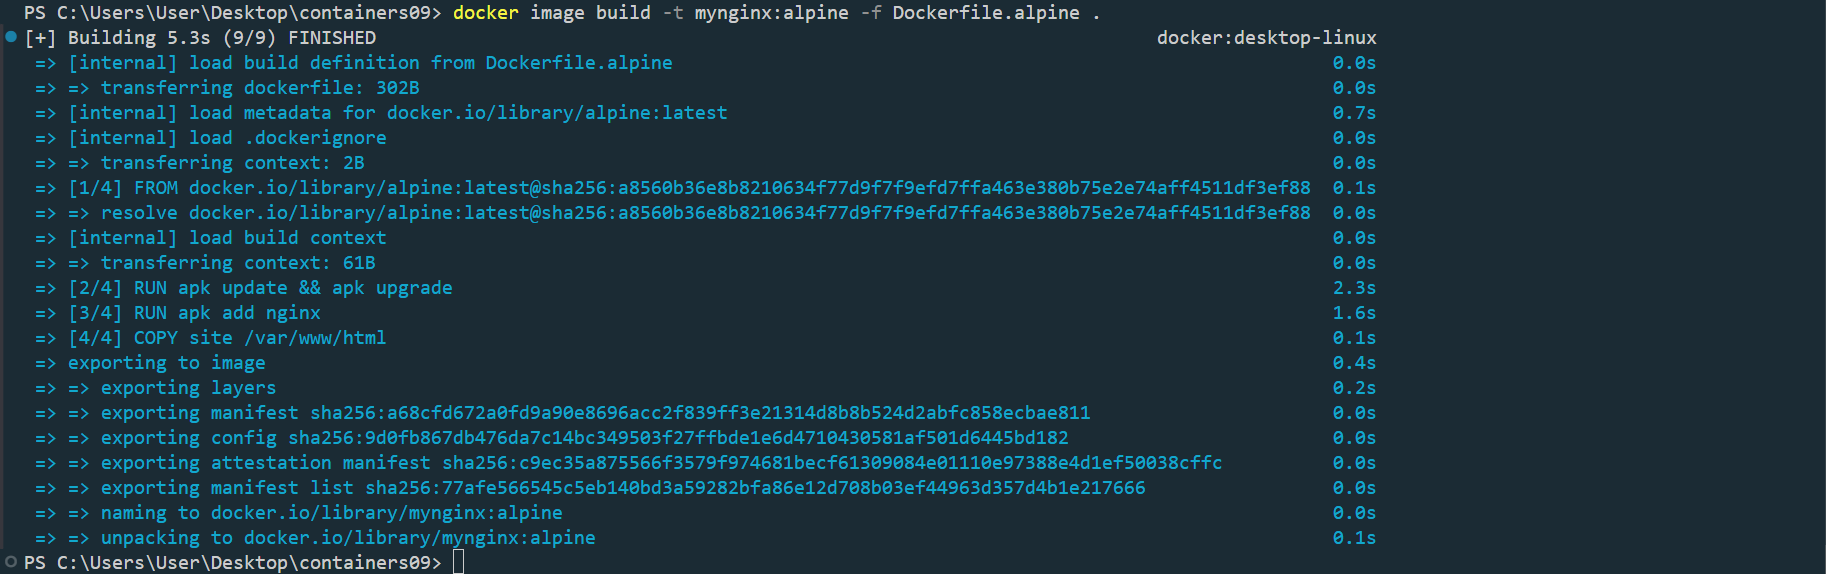 PS C:\Users\User\Desktop\containers09> docker image build -t mynginx:alpine -f Dockerfile.alpine .
[+] Building 5.3s (9/9) FINISHED docker:desktop-linux
=> [internal] load build definition from Dockerfile.alpine 0.0s
=> => transferring dockerfile: 302B 0.0s
=> [internal] load metadata for docker.io/library/alpine:latest 0.7s
=> [internal] load .dockerignore 0.0s
=> => transferring context: 2B 0.0s
=> [1/4] FROM docker.io/library/alpine:latest@sha256:a8560b36e8b8210634f77d9f7f9efd7ffa463e380b75e2e74aff4511df3ef88 0.1s
=> => resolve docker.io/library/alpine:latest@sha256:a8560b36e8b8210634f77d9f7f9efd7ffa463e380b75e2e74aff4511df3ef88 0.0s
=> [internal] load build context 0.0s
=> => transferring context: 61B 0.0s
=> [2/4] RUN apk update && apk upgrade 2.3s
=> [3/4] RUN apk add nginx 1.6s
=> [4/4] COPY site /var/www/html 0.1s
=> exporting to image 0.4s
=> => exporting layers 0.2s
=> => exporting manifest sha256:a68cfd672a0fd9a90e8696acc2f839ff3e21314d8b8b524d2abfc858ecbae811 0.0s
=> => exporting config sha256:9d0fb867db476da7c14bc349503f27ffbde1e6d4710430581af501d6445bd182 0.0s
=> => exporting attestation manifest sha256:c9ec35a875566f3579f974681becf61309084e01110e97388e4d1ef50038cffc 0.0s
=> => exporting manifest list sha256:77afe566545c5eb140bd3a59282bfa86e12d708b03ef44963d357d4b1e217666 0.0s
=> => naming to docker.io/library/mynginx:alpine 0.0s
=> => unpacking to docker.io/library/mynginx:alpine 0.1s
PS C:\Users\User\Desktop\containers09>